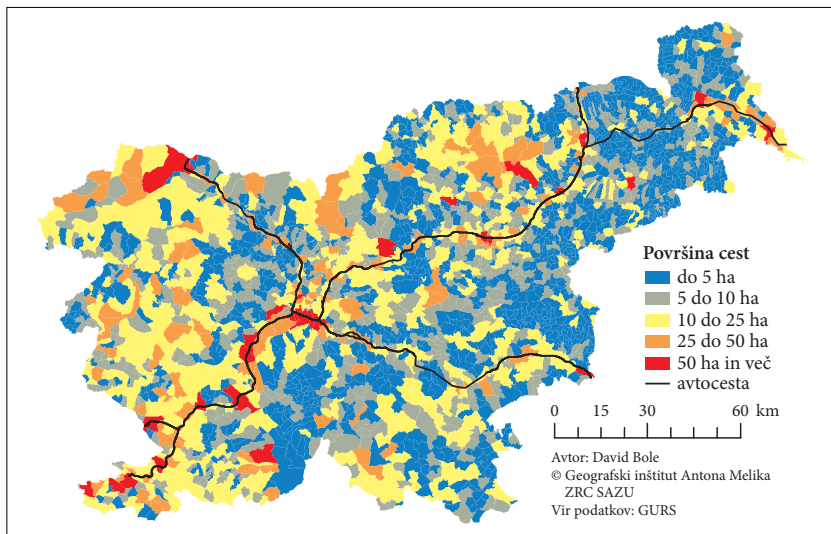 Površina cest
do 5 ha
5 do 10 ha
10 do 25 ha
25 do 50 ha
50 ha in več
avtocesta
0 15 30 60 km
Avtor: David Bole
© Geografski inštitut Antona Melika
ZRC SAZU
Vir podatkov: GURS